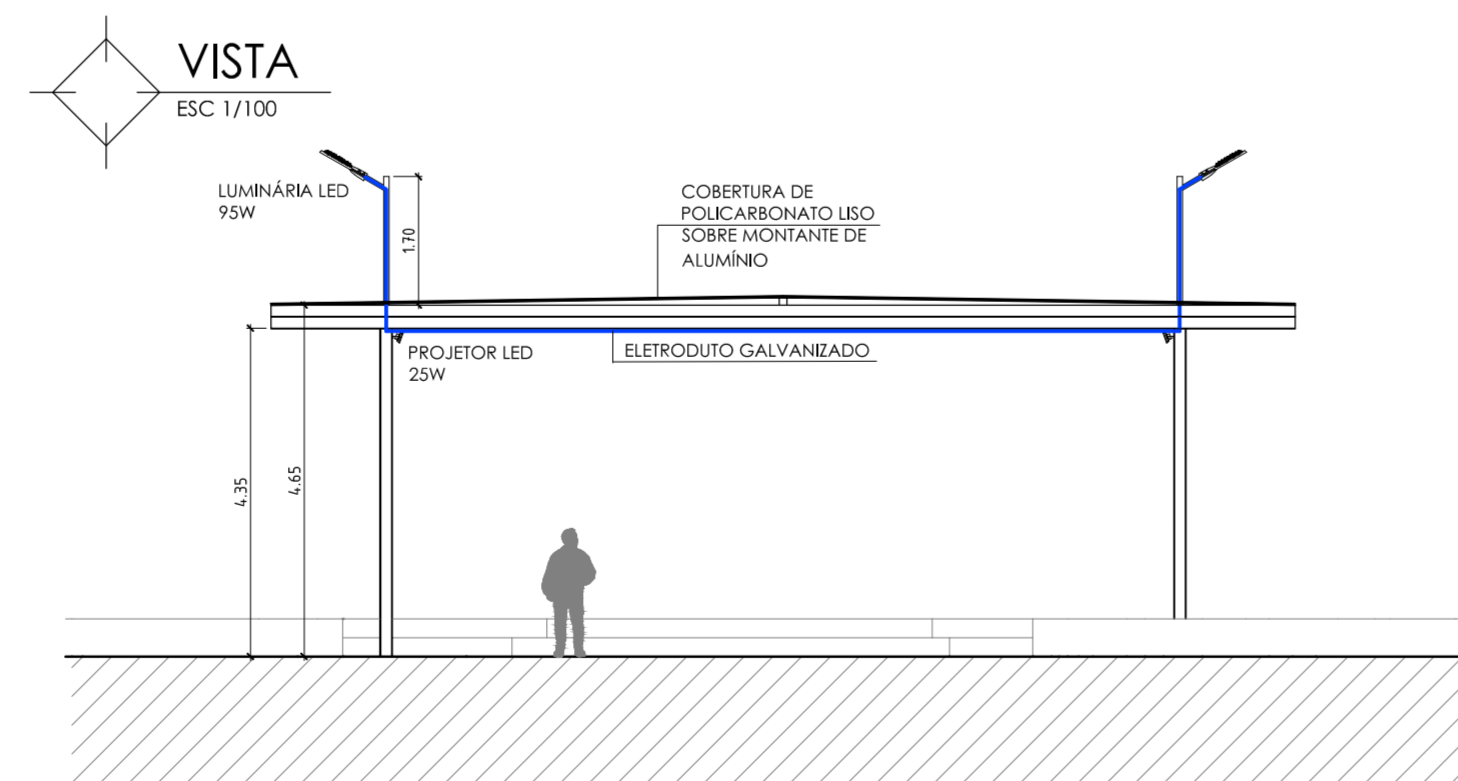 VISTA
ESC 1/100
LUMINÁRIA LED
95W
1.70
COBERTURA DE
POLICARBONATO LISO
SOBRE MONTANTE DE
ALUMÍNIO
PROJETOR LED
25W
ELETRODUTO GALVANIZADO
4.35
4.65